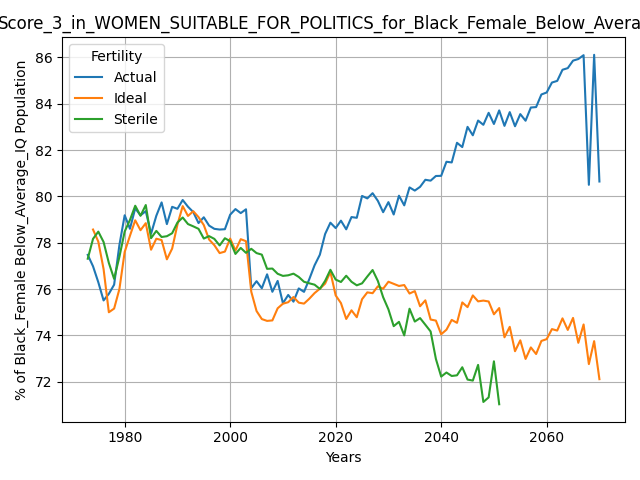 Score_3_in_WOMEN_SUITABLE_FOR_POLITICS_for_Black_Female_Below_Avera
Fertility
Actual
Ideal
Sterile
% of Black_Female Below_Average_IQ Population
86
84
82
80
78
76
74
72
1980 2000 2020 2040 2060
Years